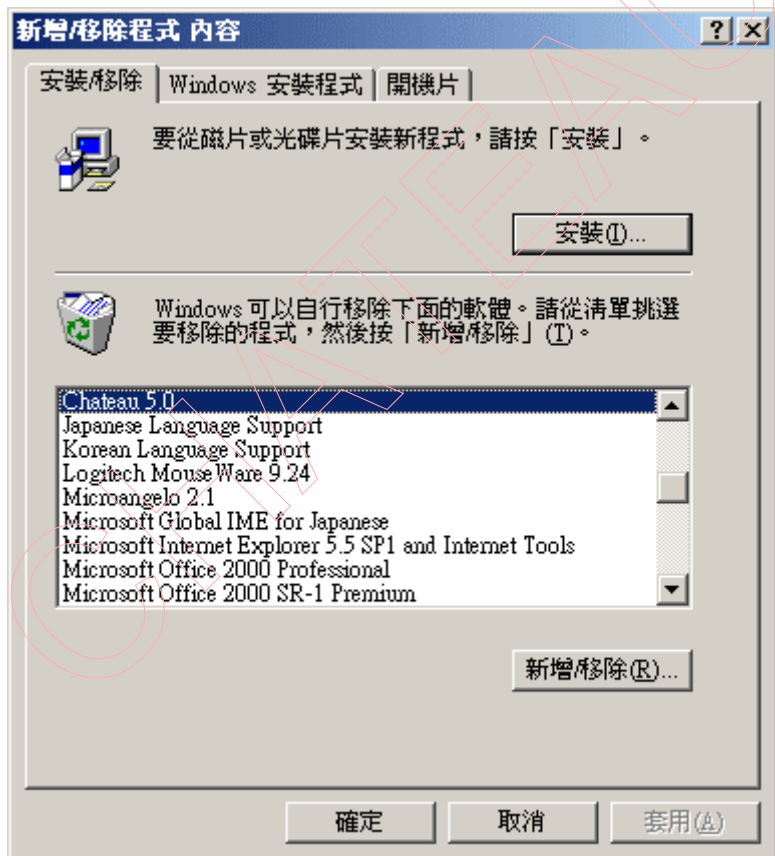 新增/移除程式 內容
安裝/移除
Windows 安裝程式
開機片
要從磁片或光碟片安裝新程式，請按「安裝」。
安裝(I)...
Windows 可以自行移除下面的軟體。請從清單挑選
要移除的程式，然後按「新增/移除」(T)。
Chateau 5.0
Japanese Language Support
Korean Language Support
Logitech MouseWare 9.24
Microangelo 2.1
Microsoft Global IME for Japanese
Microsoft Internet Explorer 5.5 SP1 and Internet Tools
Microsoft Office 2000 Professional
Microsoft Office 2000 SR-1 Premium
新增/移除(R)...
確定
取消
套用(A)
CHATEAU